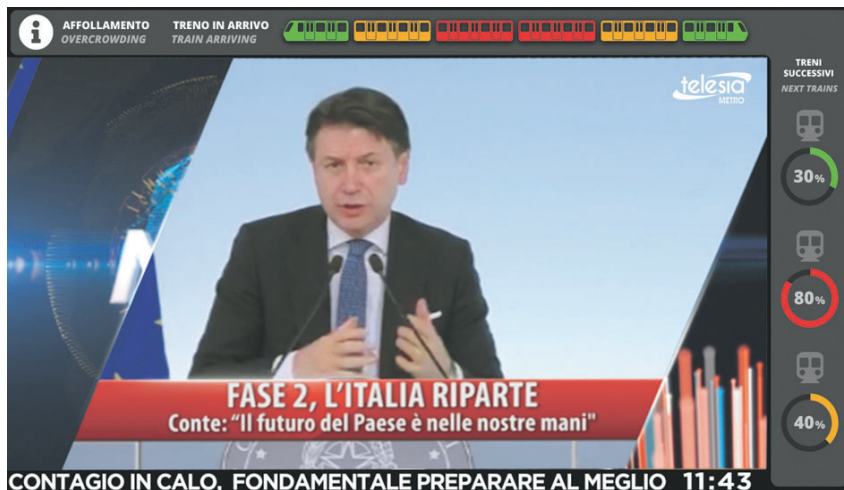 AFFOLLAMENTO
OVERCROWDING
TRENO IN ARRIVO
TRAIN ARRIVING
TRENI
SUCCESSIVI
NEXT TRAINS
telesia
METRO
30%
80%
40%
FASE 2, L'ITALIA RIPARTE
Conte: “Il futuro del Paese è nelle nostre mani"
CONTAGIO IN CALO, FONDAMENTALE PREPARARE AL MEGLIO 11:43